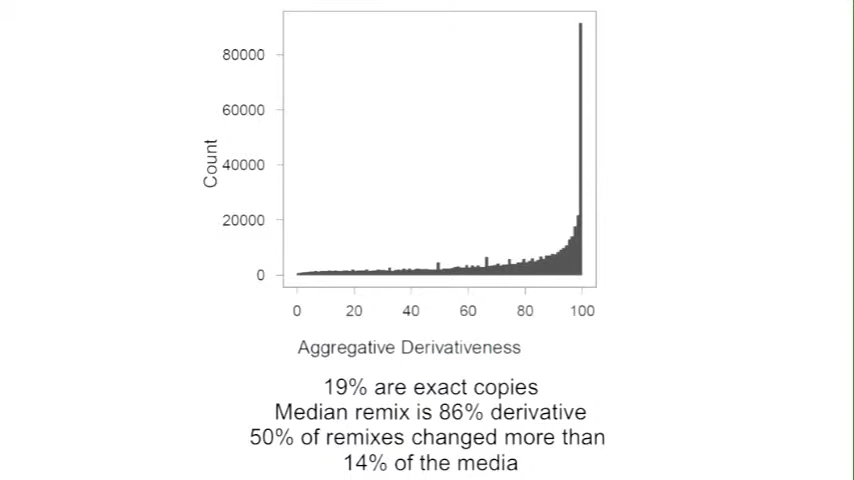 80000
60000
40000
20000
0
Count
0 20 40 60 80 100
Aggregative Derivativeness
19% are exact copies
Median remix is 86% derivative
50% of remixes changed more than
14% of the media